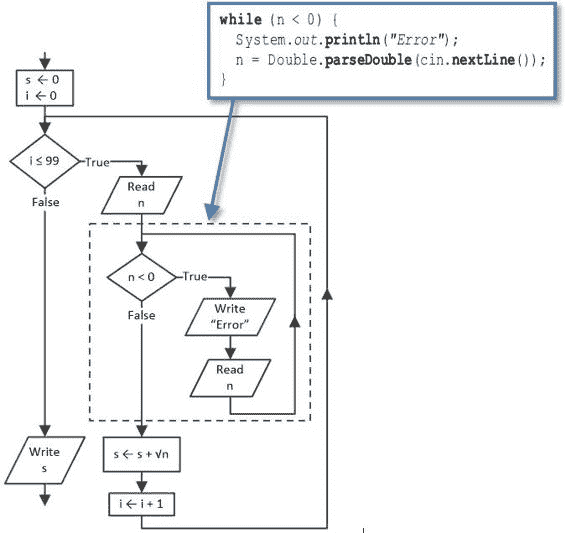 while (n < 0) {
System.out.println("Error");
n = Double.parseDouble(cin.nextLine());
}
s ← 0
i ← 0
i ≤ 99
True
False
Read
n
n < 0
True
False
Write
"Error"
Read
n
Write
s
s ← s + √n
i ← i + 1